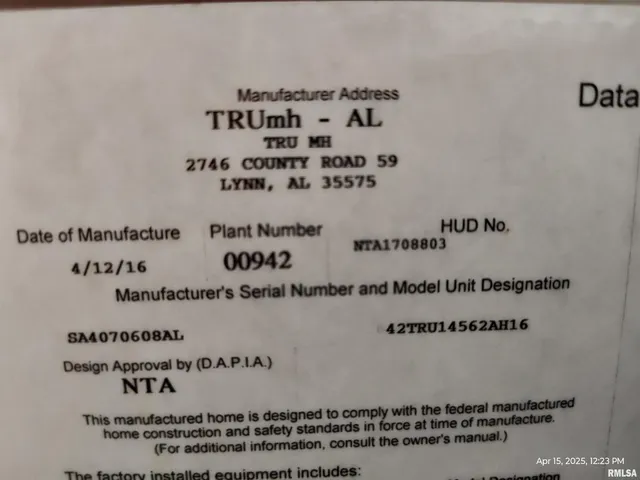 Manufacturer Address
Data
TRUmh - AL
TRU MH
2746 COUNTY ROAD 59
LYNN, AL 35575
Date of Manufacture Plant Number HUD No.
4/12/16 00942 NTA1708803
Manufacturer's Serial Number and Model Unit Designation
SA4070608AL 42TRU14562AH16
Design Approval by (D.A.P.I.A.)
NTA
This manufactured home is designed to comply with the federal manufactured
home construction and safety standards in force at time of manufacture.
(For additional information, consult the owner's manual.)
The factory installed equipment includes:
Designation
Apr 15, 2025, 12:23 PM
RMLSA